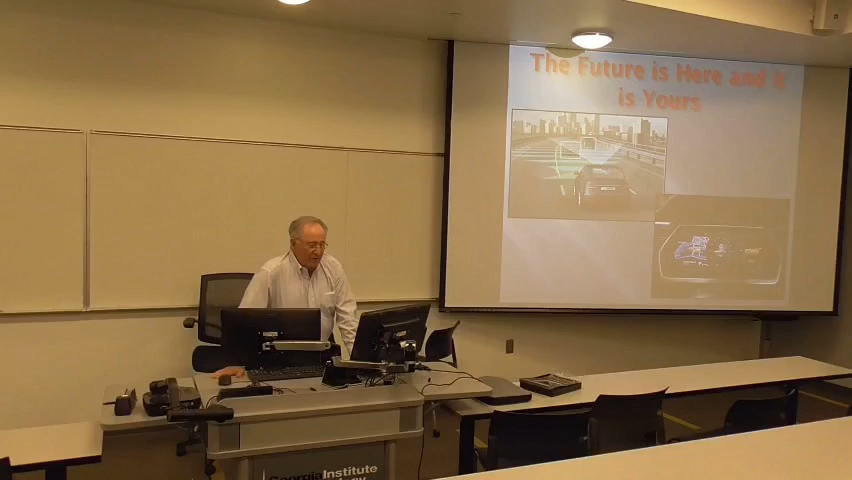 The Future is Here and it
is Yours
Georgia Institute